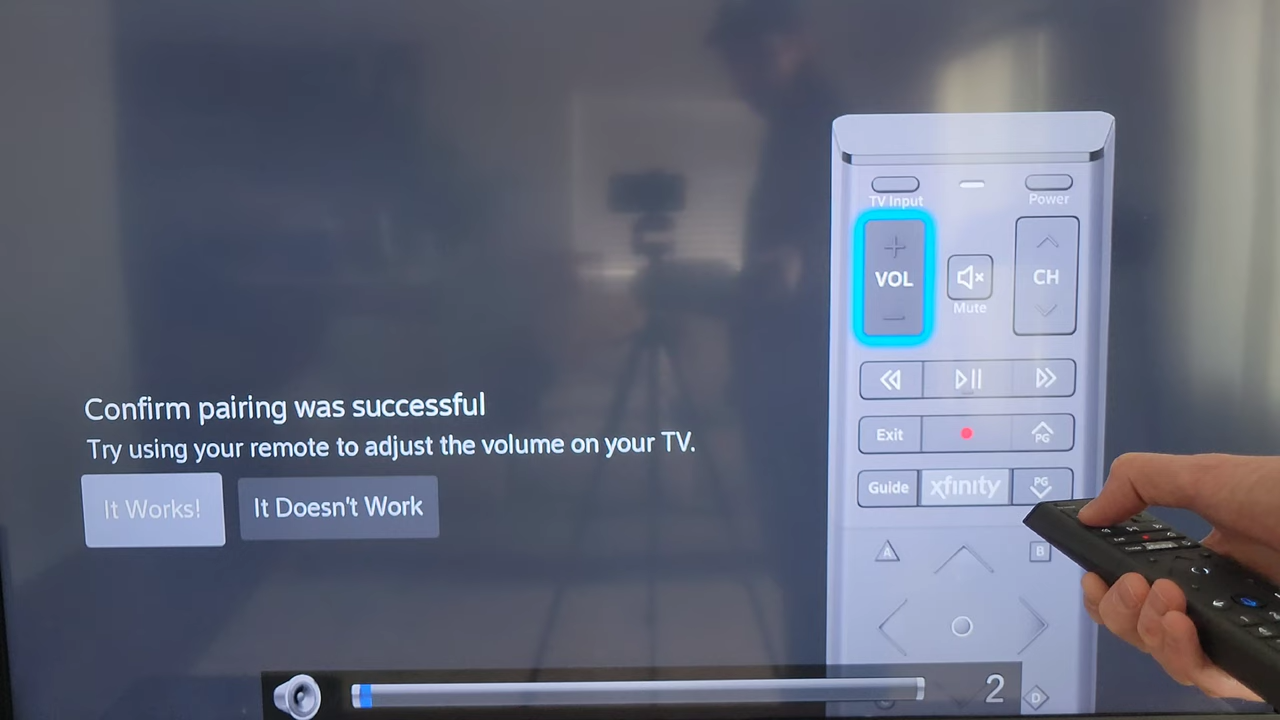 TV Input
Power
+
VOL
CH
−
Mute
Exit
PG
Guide
xfinity
PG
Confirm pairing was successful
Try using your remote to adjust the volume on your TV.
It Works!
It Doesn't Work
A
B
2
D